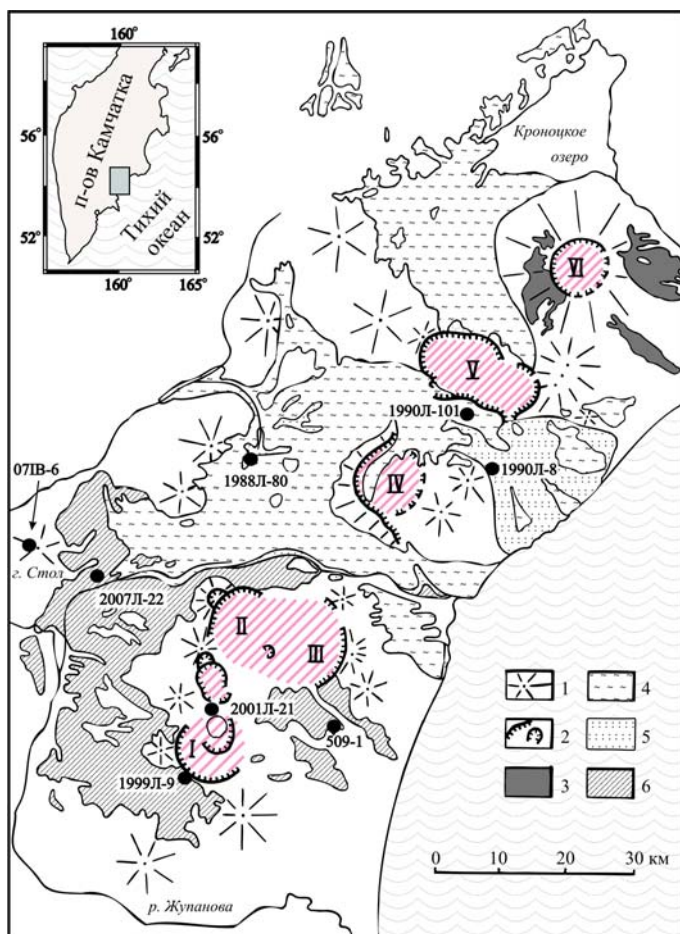 160°
56°
56°
52°
52°
160°
165°
п-ов Камчатка
Тихий
океан
Кроноцкое
озеро
VI
V
1990Л-101
1990Л-8
IV
1988Л-80
07IВ-6
г. Стол
2007Л-22
II
III
2001Л-21
509-1
I
1999Л-9
р. Жупанова
1
4
2
5
3
6
0
10
20
30 км